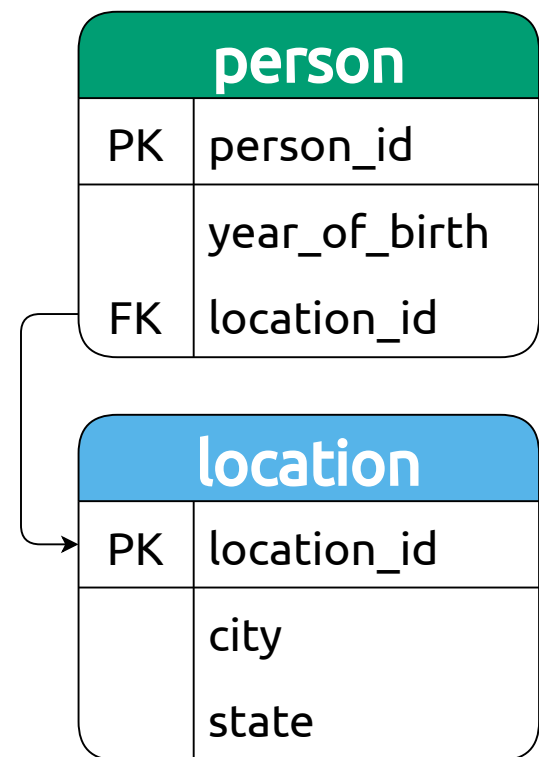 person
PK person_id
year_of_birth
FK location_id
location
PK location_id
city
state